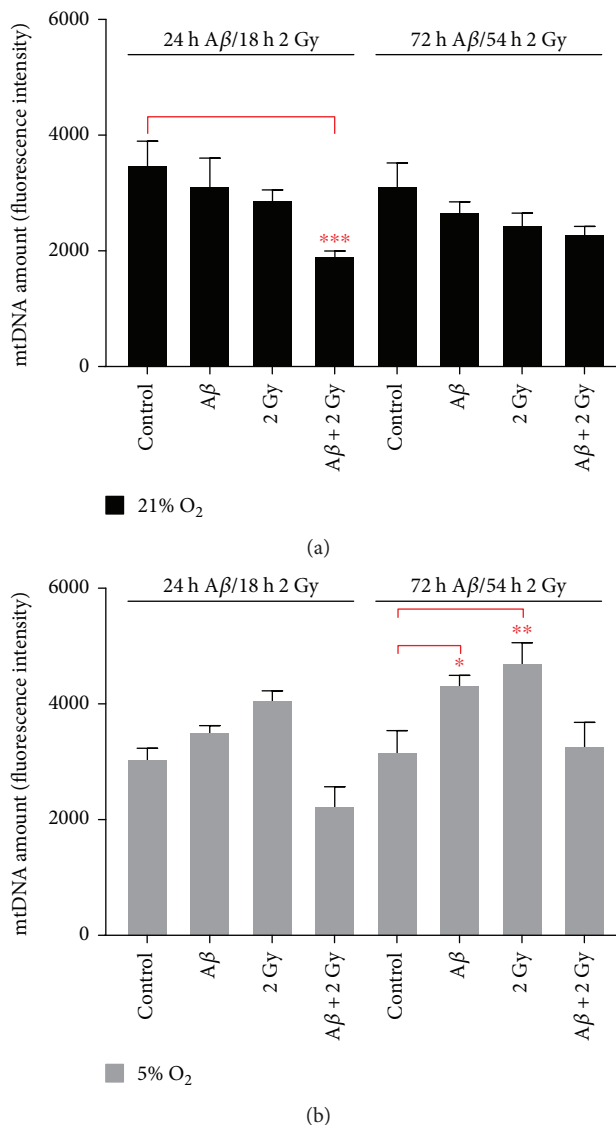 24 h Aβ/18 h 2 Gy 72 h Aβ/54 h 2 Gy
mtDNA amount (fluorescence intensity)
6000
4000
2000
0
***
Control Aβ 2 Gy Aβ + 2 Gy Control Aβ 2 Gy Aβ + 2 Gy
21% O₂
(a)
24 h Aβ/18 h 2 Gy 72 h Aβ/54 h 2 Gy
mtDNA amount (fluorescence intensity)
6000
4000
2000
0
* **
Control Aβ 2 Gy Aβ + 2 Gy Control Aβ 2 Gy Aβ + 2 Gy
5% O₂
(b)